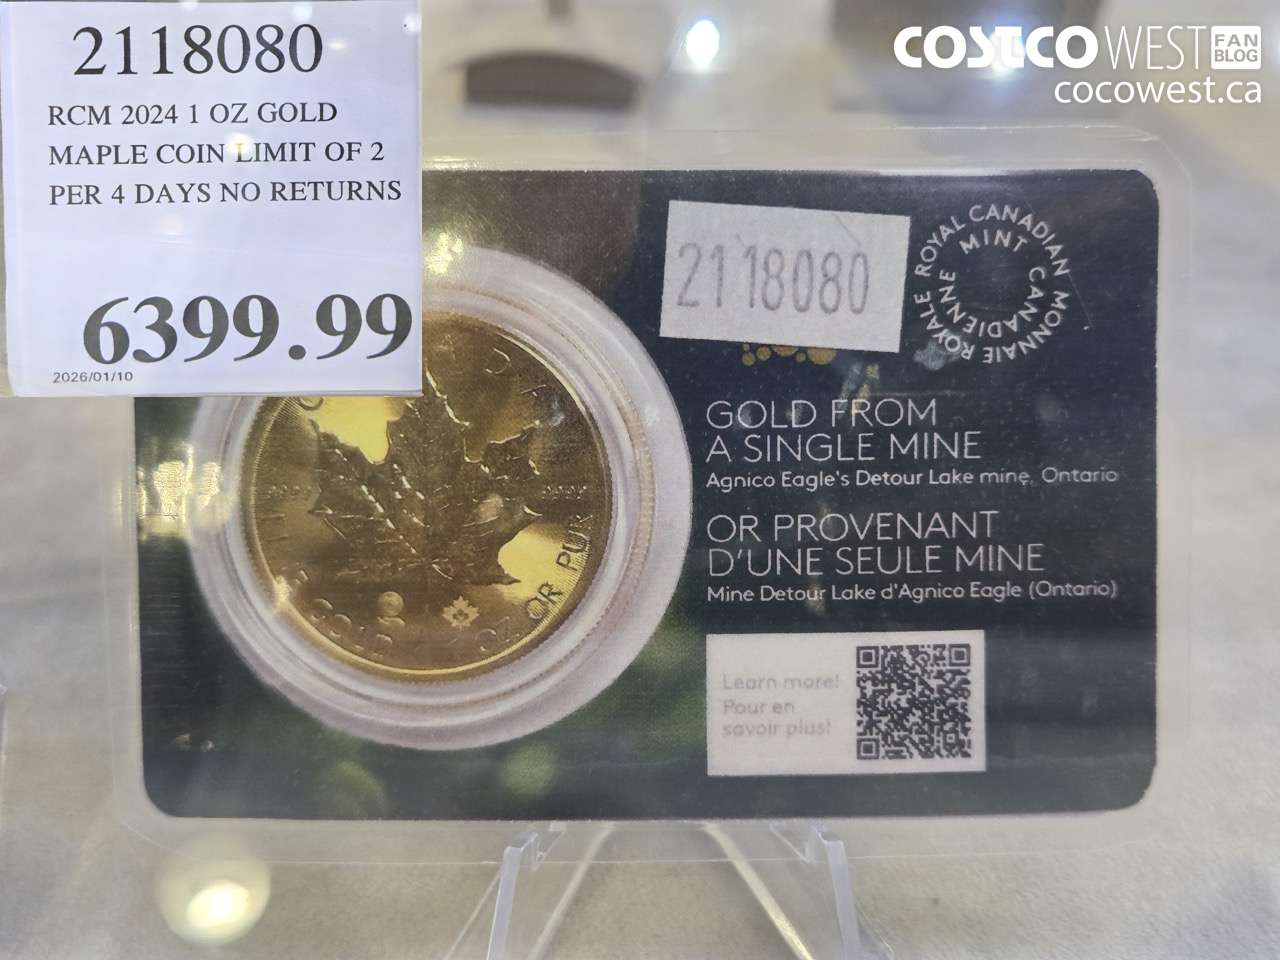 2118080
RCM 2024 1 OZ GOLD
MAPLE COIN LIMIT OF 2
PER 4 DAYS NO RETURNS
6399.99
2026/01/10
COSTCO WEST FAN BLOG
cocowest.ca
2118080
ROYAL CANADIAN MINT
MONNAIE ROYALE CANADIENNE
GOLD FROM
A SINGLE MINE
Agnico Eagle's Detour Lake mine, Ontario
OR PROVENANT
D'UNE SEULE MINE
Mine Detour Lake d'Agnico Eagle (Ontario)
Learn more!
Pour en
savoir plus!
GOLD 1 OZ OR PUR